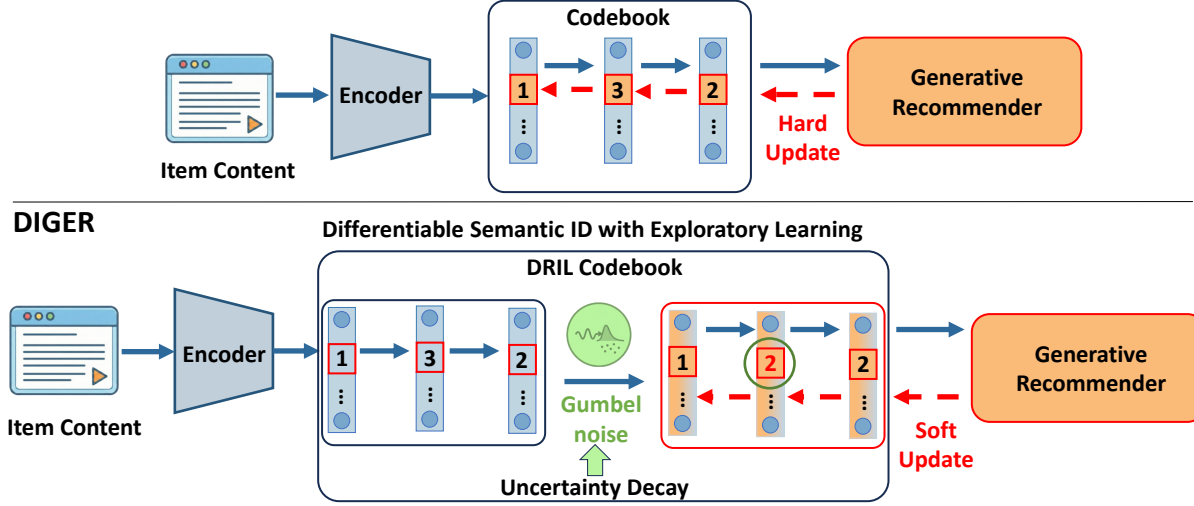 Codebook
Encoder
1
3
2
⋮
⋮
⋮
Item Content
Hard
Update
Generative
Recommender
DIGER
Differentiable Semantic ID with Exploratory Learning
DRIL Codebook
Encoder
1
3
2
⋮
⋮
⋮
Item Content
Gumbel
noise
Uncertainty Decay
1
2
2
⋮
⋮
⋮
Soft
Update
Generative
Recommender